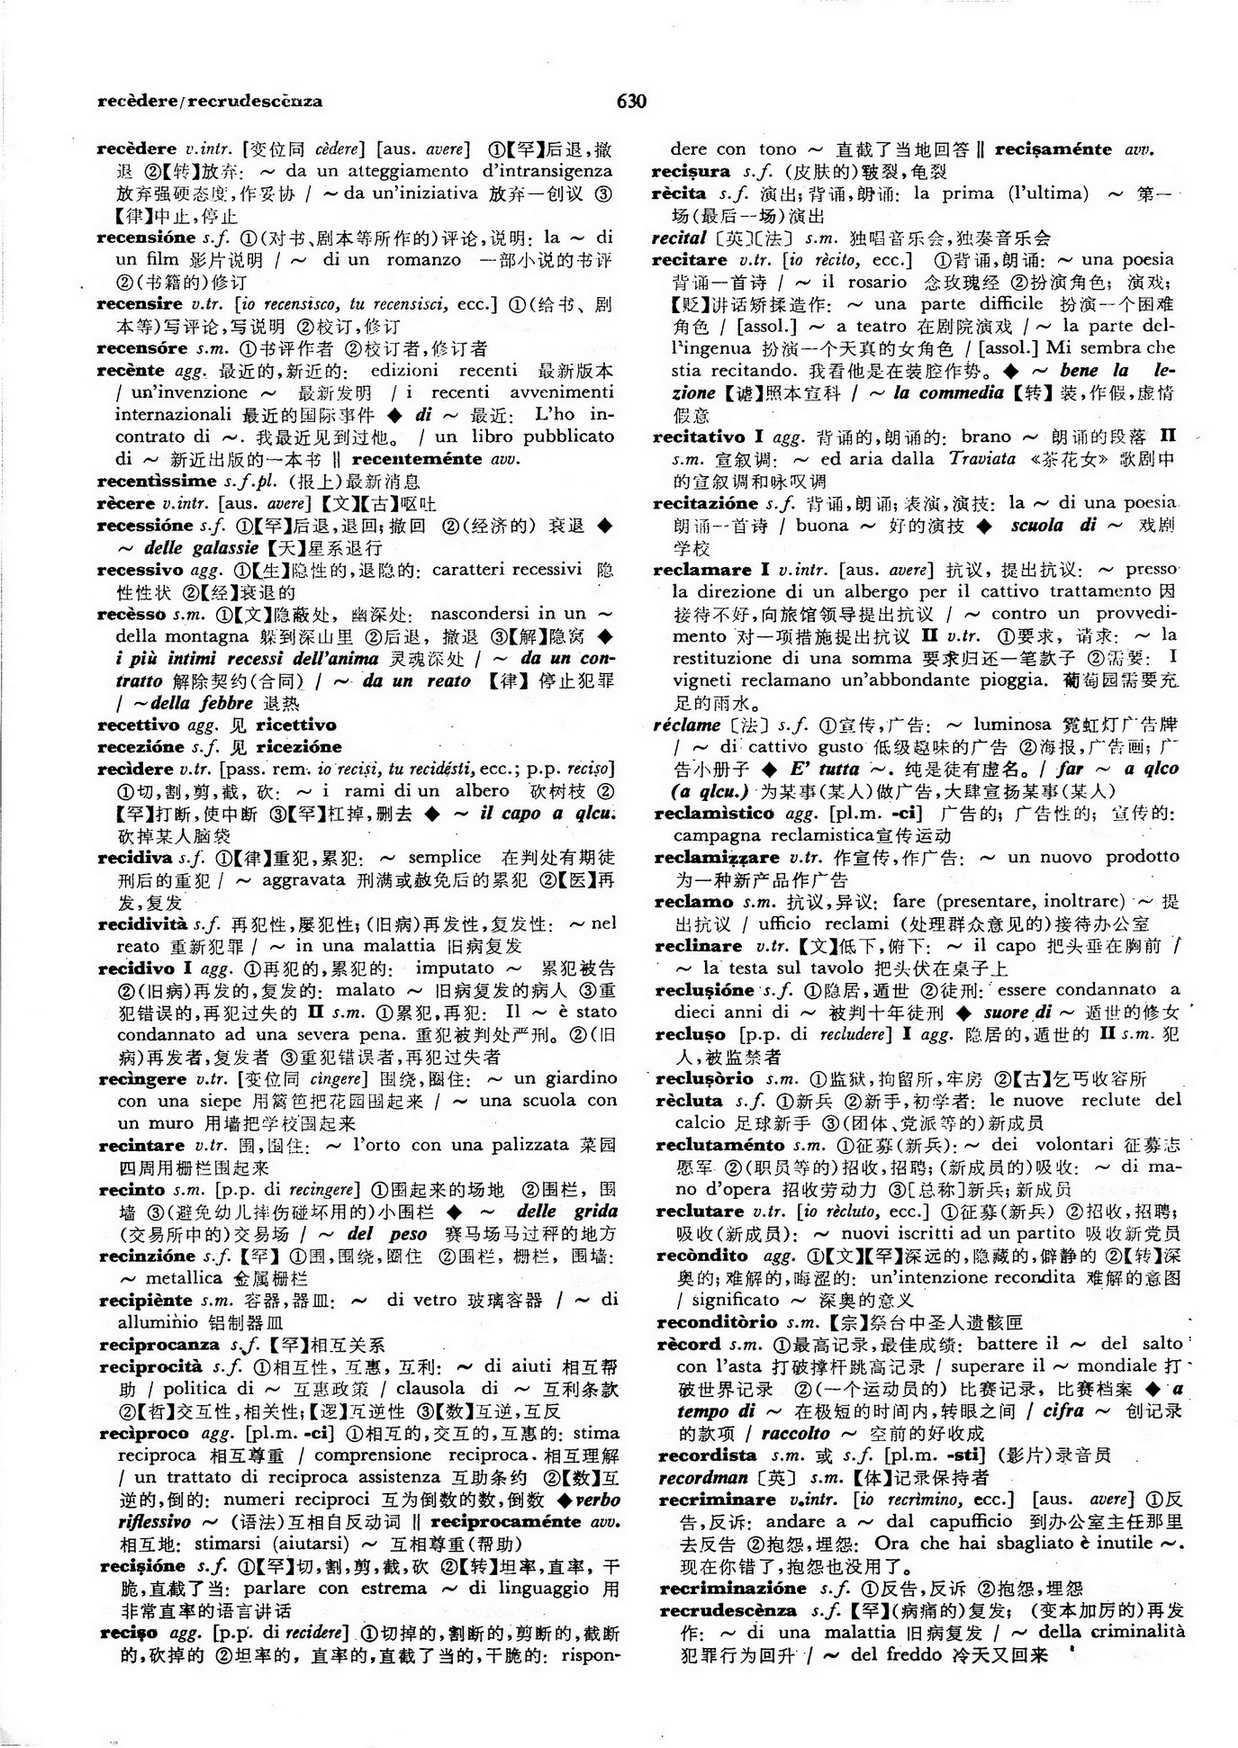 recèdere/recrudescènza
630
recèdere v.intr. [变位同 cèdere] [aus. avere] ①【罕】后退,撤
退 ②【转】放弃: ～ da un atteggiamento d'intransigenza
放弃强硬态度,作妥协 / ～ da un'iniziativa 放弃一创议 ③
【律】中止,停止
recensióne s.f. ①(对书、剧本等所作的)评论,说明: la ～ di
un film 影片说明 / ～ di un romanzo 一部小说的书评
②(书籍的)修订
recensire v.tr. [io recensisco, tu recensisci, ecc.] ①(给书、剧
本等)写评论,写说明 ②校订,修订
recensóre s.m. ①书评作者 ②校订者,修订者
recènte agg. 最近的,新近的: edizioni recenti 最新版本
/ un'invenzione ～ 最新发明 / i recenti avvenimenti
internazionali 最近的国际事件 ◆ di ～ 最近: L'ho in-
contrato di ～. 我最近见到过他。 / un libro pubblicato
di ～ 新近出版的一本书 ‖ recenteménte avv.
recentìssime s.f.pl. (报上)最新消息
rècere v.intr. [aus. avere]【文】【古】呕吐
recessióne s.f. ①【罕】后退,退回;撤回 ②(经济的) 衰退 ◆
～ delle galassie【天】星系退行
recessivo agg. ①【生】隐性的,退隐的: caratteri recessivi 隐
性性状 ②【经】衰退的
recèsso s.m. ①【文】隐蔽处, 幽深处: nascondersi in un ～
della montagna 躲到深山里 ②后退, 撤退 ③【解】隐窝 ◆
i più intimi recessi dell'anima 灵魂深处 / ～ da un con-
tratto 解除契约(合同) / ～ da un reato 【律】 停止犯罪
/ ～della febbre 退热
recettivo agg. 见 ricettivo
recezióne s.f. 见 ricezióne
recìdere v.tr. [pass. rem. io recisi, tu recidésti, ecc.; p.p. reciso]
①切,割,剪,截, 砍: ～ i rami di un albero 砍树枝 ②
【罕】打断,使中断 ③【罕】杠掉,删去 ◆ ～ il capo a qlcu.
砍掉某人脑袋
recidiva s.f. ①【律】重犯,累犯: ～ semplice 在判处有期徒
刑后的重犯 / ～ aggravata 刑满或赦免后的累犯 ②【医】再
发,复发
recidività s.f. 再犯性,屡犯性; (旧病)再发性,复发性: ～ nel
reato 重新犯罪 / ～ in una malattia 旧病复发
recidivo I agg. ①再犯的,累犯的: imputato ～ 累犯被告
②(旧病)再发的,复发的: malato ～ 旧病复发的病人 ③重
犯错误的,再犯过失的 II s.m. ①累犯,再犯: Il ～ è stato
condannato ad una severa pena. 重犯被判处严刑。②(旧
病)再发者,复发者 ③重犯错误者,再犯过失者
recìngere v.tr. [变位同 cingere] 围绕,圈住: ～ un giardino
con una siepe 用篱笆把花园围起来 / ～ una scuola con
un muro 用墙把学校围起来
recintare v.tr. 围,圈住: ～ l'orto con una palizzata 菜园
四周用栅栏围起来
recinto s.m. [p.p. di recingere] ①围起来的场地 ②围栏, 围
墙 ③(避免幼儿摔伤碰坏用的)小围栏 ◆ ～ delle grida
(交易所中的)交易场 / ～ del peso 赛马场马过秤的地方
recinzióne s.f.【罕】 ①围,围绕,圈住 ②围栏, 栅栏, 围墙:
～ metallica 金属栅栏
recipiènte s.m. 容器,器皿: ～ di vetro 玻璃容器 / ～ di
alluminio 铝制器皿
reciprocanza s.f.【罕】相互关系
reciprocità s.f. ①相互性, 互惠, 互利: ～ di aiuti 相互帮
助 / politica di ～ 互惠政策 / clausola di ～ 互利条款
②【哲】交互性,相关性;【逻】互逆性 ③【数】互逆,互反
recìproco agg. [pl.m. -ci] ①相互的,交互的,互惠的: stima
reciproca 相互尊重 / comprensione reciproca. 相互理解
/ un trattato di reciproca assistenza 互助条约 ②【数】互
逆的,倒的: numeri reciproci 互为倒数的数,倒数 ◆verbo
riflessivo ～ (语法)互相自反动词 ‖ reciprocaménte avv.
相互地: stimarsi (aiutarsi) ～ 互相尊重(帮助)
recisióne s.f. ①【罕】切,割,剪,截,砍 ②【转】坦率,直率, 干
脆,直截了当: parlare con estrema ～ di linguaggio 用
非常直率的语言讲话
reciso agg. [p.p. di recidere] ①切掉的,割断的,剪断的,截断
的,砍掉的 ②坦率的, 直率的,直截了当的,干脆的: rispon-
dere con tono ～ 直截了当地回答 ‖ recisaménte avv.
recisura s.f. (皮肤的)皲裂,龟裂
rècita s.f. 演出;背诵,朗诵: la prima (l'ultima) ～ 第一
场(最后一场)演出
recital〔英〕〔法〕 s.m. 独唱音乐会,独奏音乐会
recitare v.tr. [io rècito, ecc.] ①背诵,朗诵: ～ una poesia
背诵一首诗 / ～ il rosario 念玫瑰经 ②扮演角色; 演戏;
【贬】讲话矫揉造作: ～ una parte difficile 扮演一个困难
角色 / [assol.] ～ a teatro 在剧院演戏 / ～ la parte del-
l'ingenua 扮演一个天真的女角色 / [assol.] Mi sembra che
stia recitando. 我看他是在装腔作势。◆ ～ bene la le-
zione【谑】照本宣科 / ～ la commedia【转】装,作假,虚情
假意
recitativo I agg. 背诵的,朗诵的: brano ～ 朗诵的段落 II
s.m. 宣叙调: ～ ed aria dalla Traviata 《茶花女》歌剧中
的宣叙调和咏叹调
recitazióne s.f. 背诵,朗诵;表演,演技: la ～ di una poesia
朗诵一首诗 / buona ～ 好的演技 ◆ scuola di ～ 戏剧
学校
reclamare I v.intr. [aus. avere] 抗议, 提出抗议: ～ presso
la direzione di un albergo per il cattivo trattamento 因
接待不好,向旅馆领导提出抗议 / ～ contro un provvedi-
mento 对一项措施提出抗议 II v.tr. ①要求, 请求: ～ la
restituzione di una somma 要求归还一笔款子 ②需要: I
vigneti reclamano un'abbondante pioggia. 葡萄园需要充
足的雨水。
réclame〔法〕s.f. ①宣传,广告: ～ luminosa 霓虹灯广告牌
/ ～ di cattivo gusto 低级趣味的广告 ②海报,广告画; 广
告小册子 ◆ E' tutta ～. 纯是徒有虚名。/ far ～ a qlco
(a qlcu.) 为某事(某人)做广告,大肆宣扬某事(某人)
reclamìstico agg. [pl.m. -ci] 广告的; 广告性的; 宣传的:
campagna reclamistica宣传运动
reclamizzare v.tr. 作宣传,作广告: ～ un nuovo prodotto
为一种新产品作广告
reclamo s.m. 抗议,异议: fare (presentare, inoltrare) ～ 提
出抗议 / ufficio reclami (处理群众意见的)接待办公室
reclinare v.tr.【文】低下,俯下: ～ il capo 把头垂在胸前 /
～ la testa sul tavolo 把头伏在桌子上
reclusióne s.f. ①隐居,遁世 ②徒刑: essere condannato a
dieci anni di ～ 被判十年徒刑 ◆ suore di ～ 遁世的修女
recluso [p.p. di recludere] I agg. 隐居的,遁世的 II s.m. 犯
人,被监禁者
reclusòrio s.m. ①监狱,拘留所,牢房 ②【古】乞丐收容所
rècluta s.f. ①新兵 ②新手,初学者: le nuove reclute del
calcio 足球新手 ③(团体、党派等的)新成员
reclutaménto s.m. ①征募(新兵): ～ dei volontari 征募志
愿军 ②(职员等的)招收,招聘; (新成员的)吸收: ～ di ma-
no d'opera 招收劳动力 ③[总称]新兵;新成员
reclutare v.tr. [io rècluto, ecc.] ①征募(新兵) ②招收,招聘;
吸收(新成员): ～ nuovi iscritti ad un partito 吸收新党员
recòndito agg. ①【文】【罕】深远的,隐藏的,僻静的 ②【转】深
奥的;难解的,晦涩的: un'intenzione recondita 难解的意图
/ significato ～ 深奥的意义
reconditòrio s.m.【宗】祭台中圣人遗骸匣
rècord s.m. ①最高记录,最佳成绩: battere il ～ del salto
con l'asta 打破撑杆跳高记录 / superare il ～ mondiale 打
破世界记录 ②(一个运动员的) 比赛记录, 比赛档案 ◆ a
tempo di ～ 在极短的时间内,转眼之间 / cifra ～ 创记录
的款项 / raccolto ～ 空前的好收成
recordista s.m. 或 s.f. [pl.m. -sti] (影片)录音员
recordman〔英〕 s.m.【体】记录保持者
recriminare v.intr. [io recrìmino, ecc.] [aus. avere] ①反
告,反诉: andare a ～ dal capufficio 到办公室主任那里
去反告 ②抱怨,埋怨: Ora che hai sbagliato è inutile ～.
现在你错了,抱怨也没用了。
recriminazióne s.f. ①反告,反诉 ②抱怨,埋怨
recrudescènza s.f.【罕】(病痛的)复发; (变本加厉的)再发
作: ～ di una malattia 旧病复发 / ～ della criminalità
犯罪行为回升 / ～ del freddo 冷天又回来